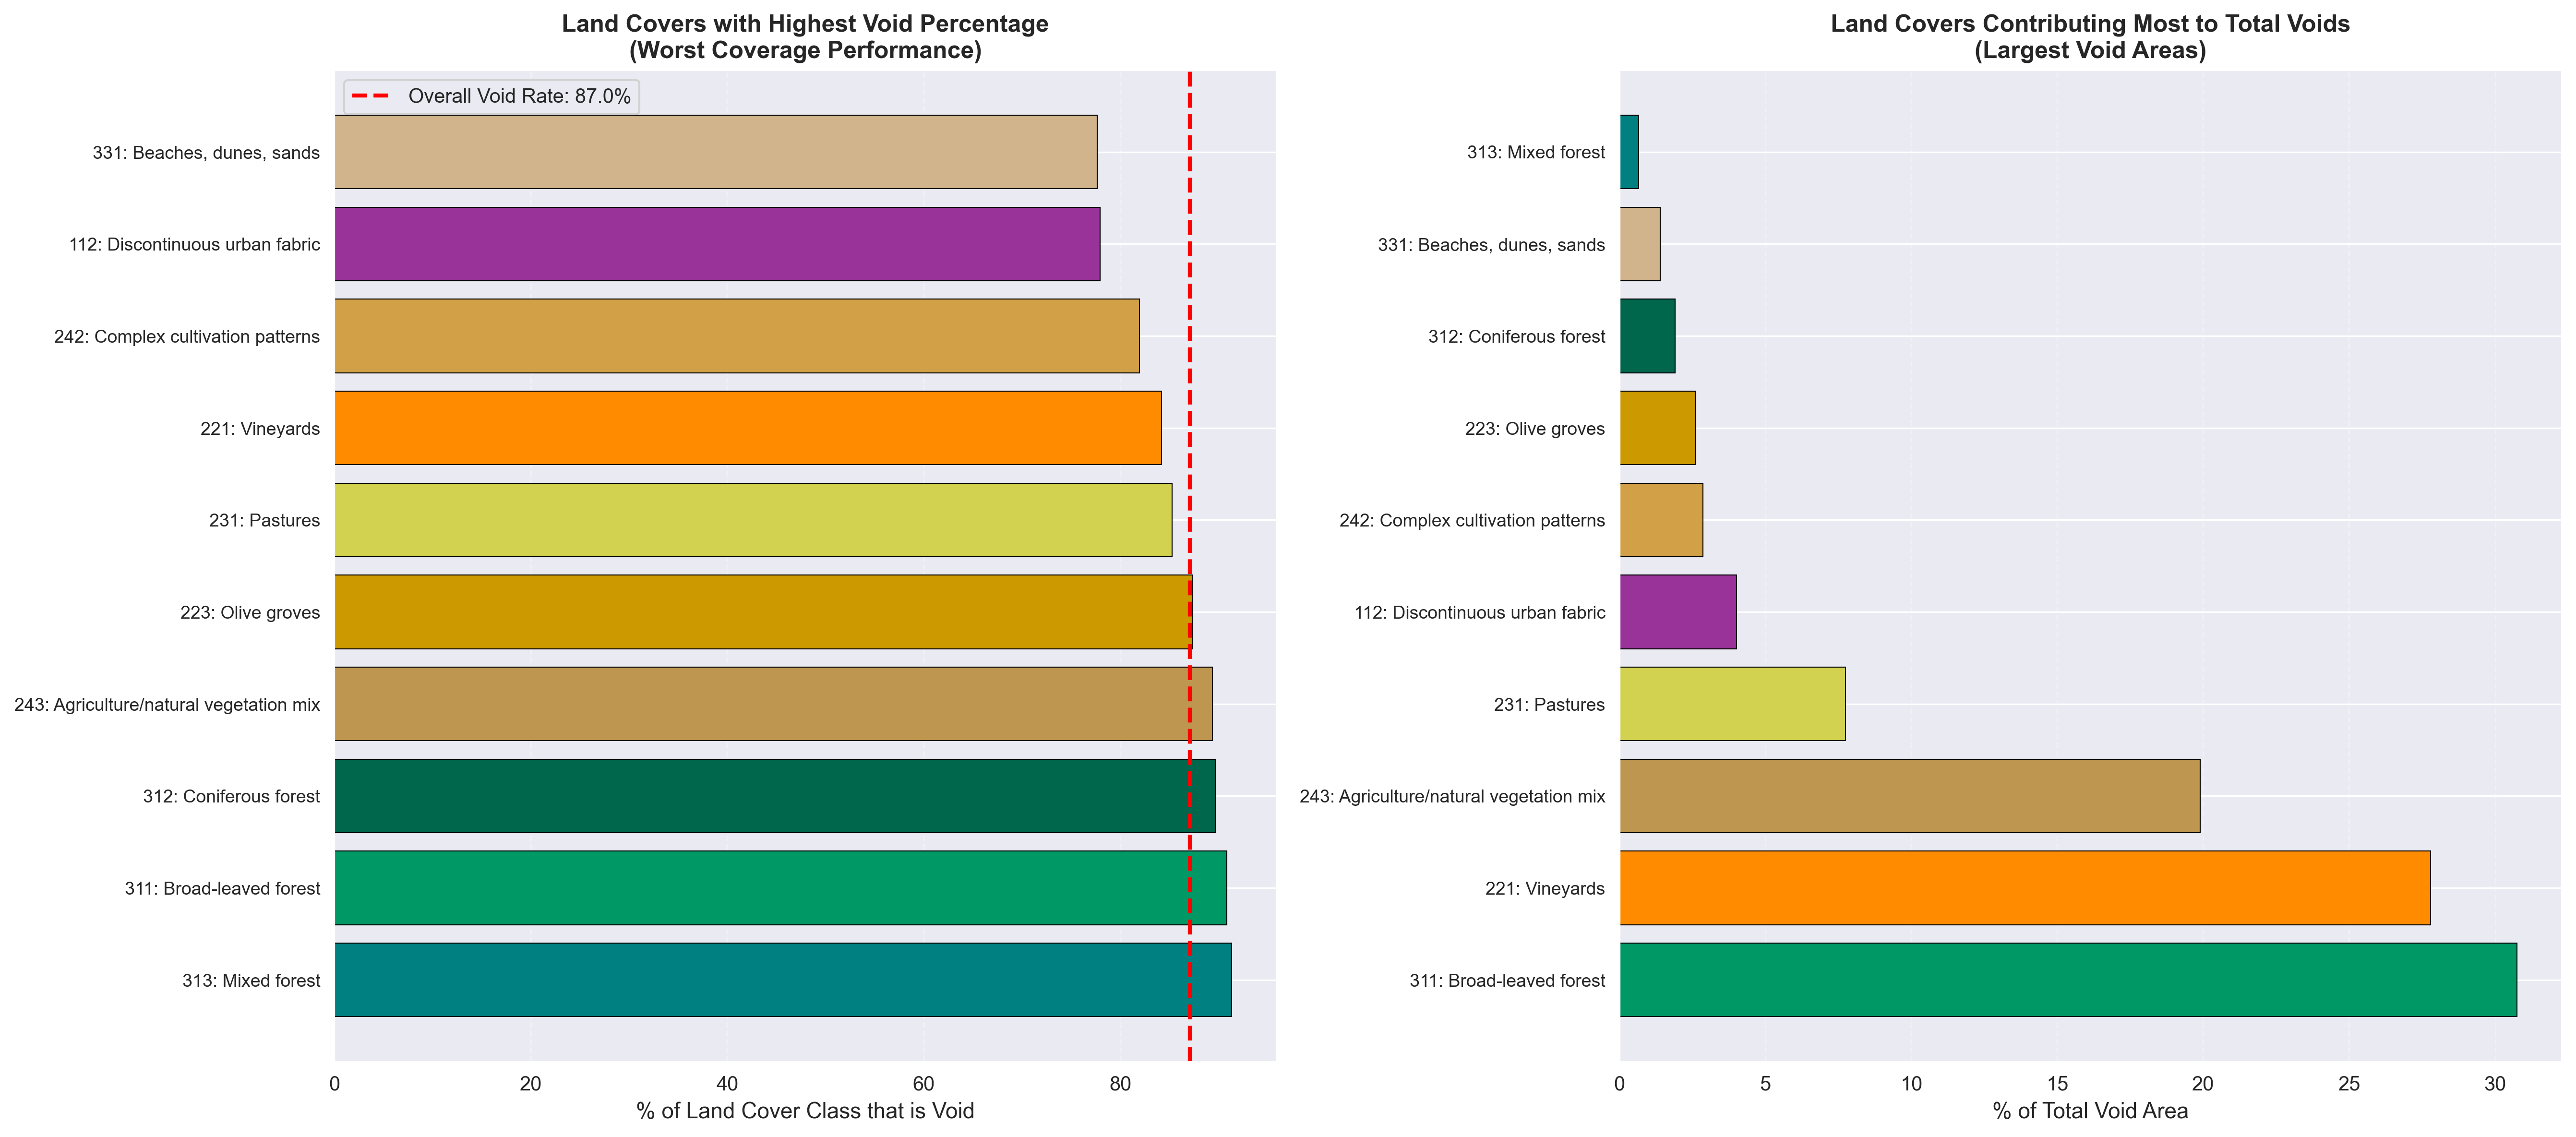 Land Covers with Highest Void Percentage
(Worst Coverage Performance)
Overall Void Rate: 87.0%
331: Beaches, dunes, sands
112: Discontinuous urban fabric
242: Complex cultivation patterns
221: Vineyards
231: Pastures
223: Olive groves
243: Agriculture/natural vegetation mix
312: Coniferous forest
311: Broad-leaved forest
313: Mixed forest
0 20 40 60 80
% of Land Cover Class that is Void
Land Covers Contributing Most to Total Voids
(Largest Void Areas)
313: Mixed forest
331: Beaches, dunes, sands
312: Coniferous forest
223: Olive groves
242: Complex cultivation patterns
112: Discontinuous urban fabric
231: Pastures
243: Agriculture/natural vegetation mix
221: Vineyards
311: Broad-leaved forest
0 5 10 15 20 25 30
% of Total Void Area